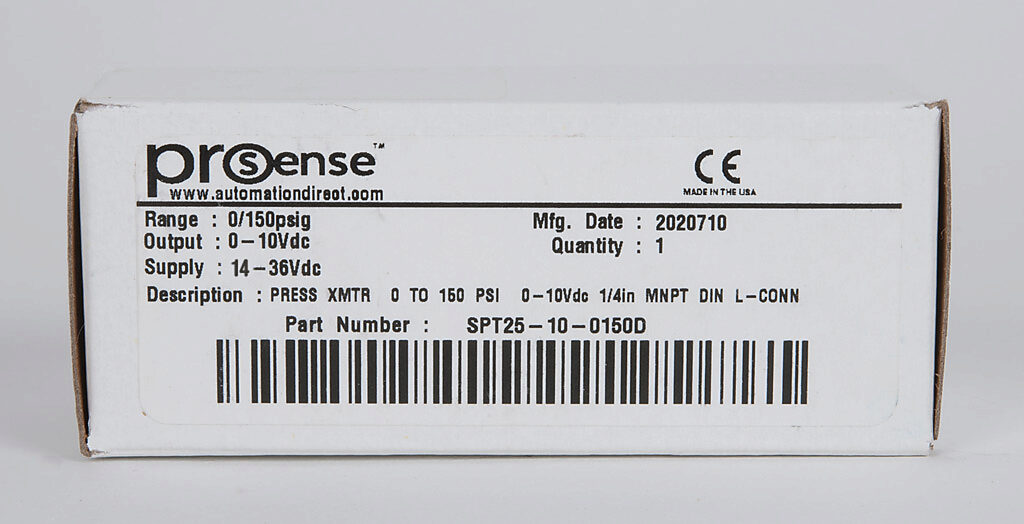 prosense™
www.automationdirect.com
CE
MADE IN THE USA
Range : 0/150psig
Output : 0-10Vdc
Supply : 14-36Vdc
Mfg. Date : 2020710
Quantity : 1
Description : PRESS XMTR 0 TO 150 PSI 0-10Vdc 1/4in MNPT DIN L-CONN
Part Number : SPT25-10-0150D